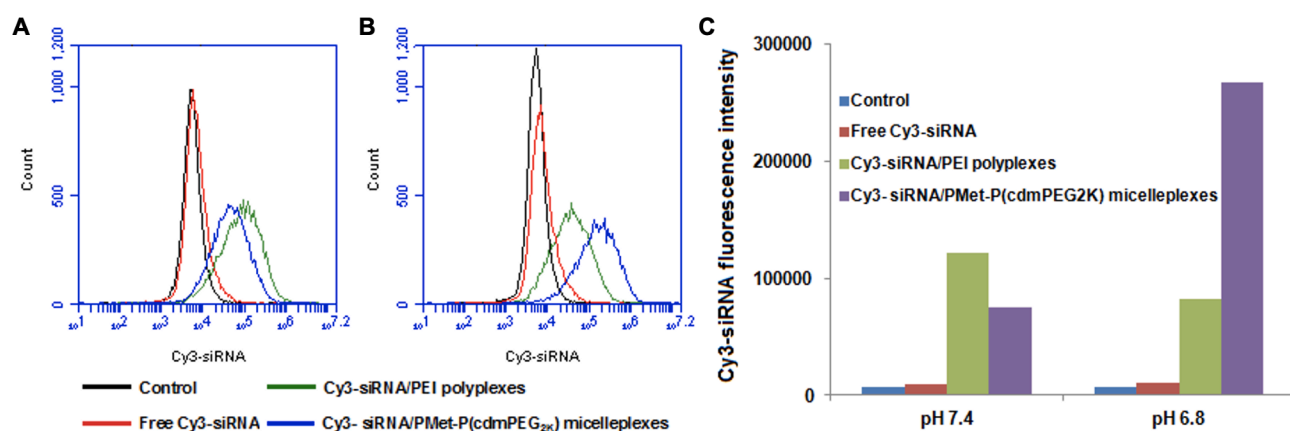 A
B
C
1,200
1,000
500
0
Count
10^1
10^2
10^3
10^4
10^5
10^6
10^7.2
Cy3-siRNA
1,200
1,000
500
0
Count
10^1
10^2
10^3
10^4
10^5
10^6
10^7.2
Cy3-siRNA
Control
Cy3-siRNA/PEI polyplexes
Free Cy3-siRNA
Cy3- siRNA/PMet-P(cdmPEG2K) micelleplexes
Cy3-siRNA fluorescence intensity
300000
200000
100000
0
Control
Free Cy3-siRNA
Cy3-siRNA/PEI polyplexes
Cy3- siRNA/PMet-P(cdmPEG2K) micelleplexes
pH 7.4
pH 6.8